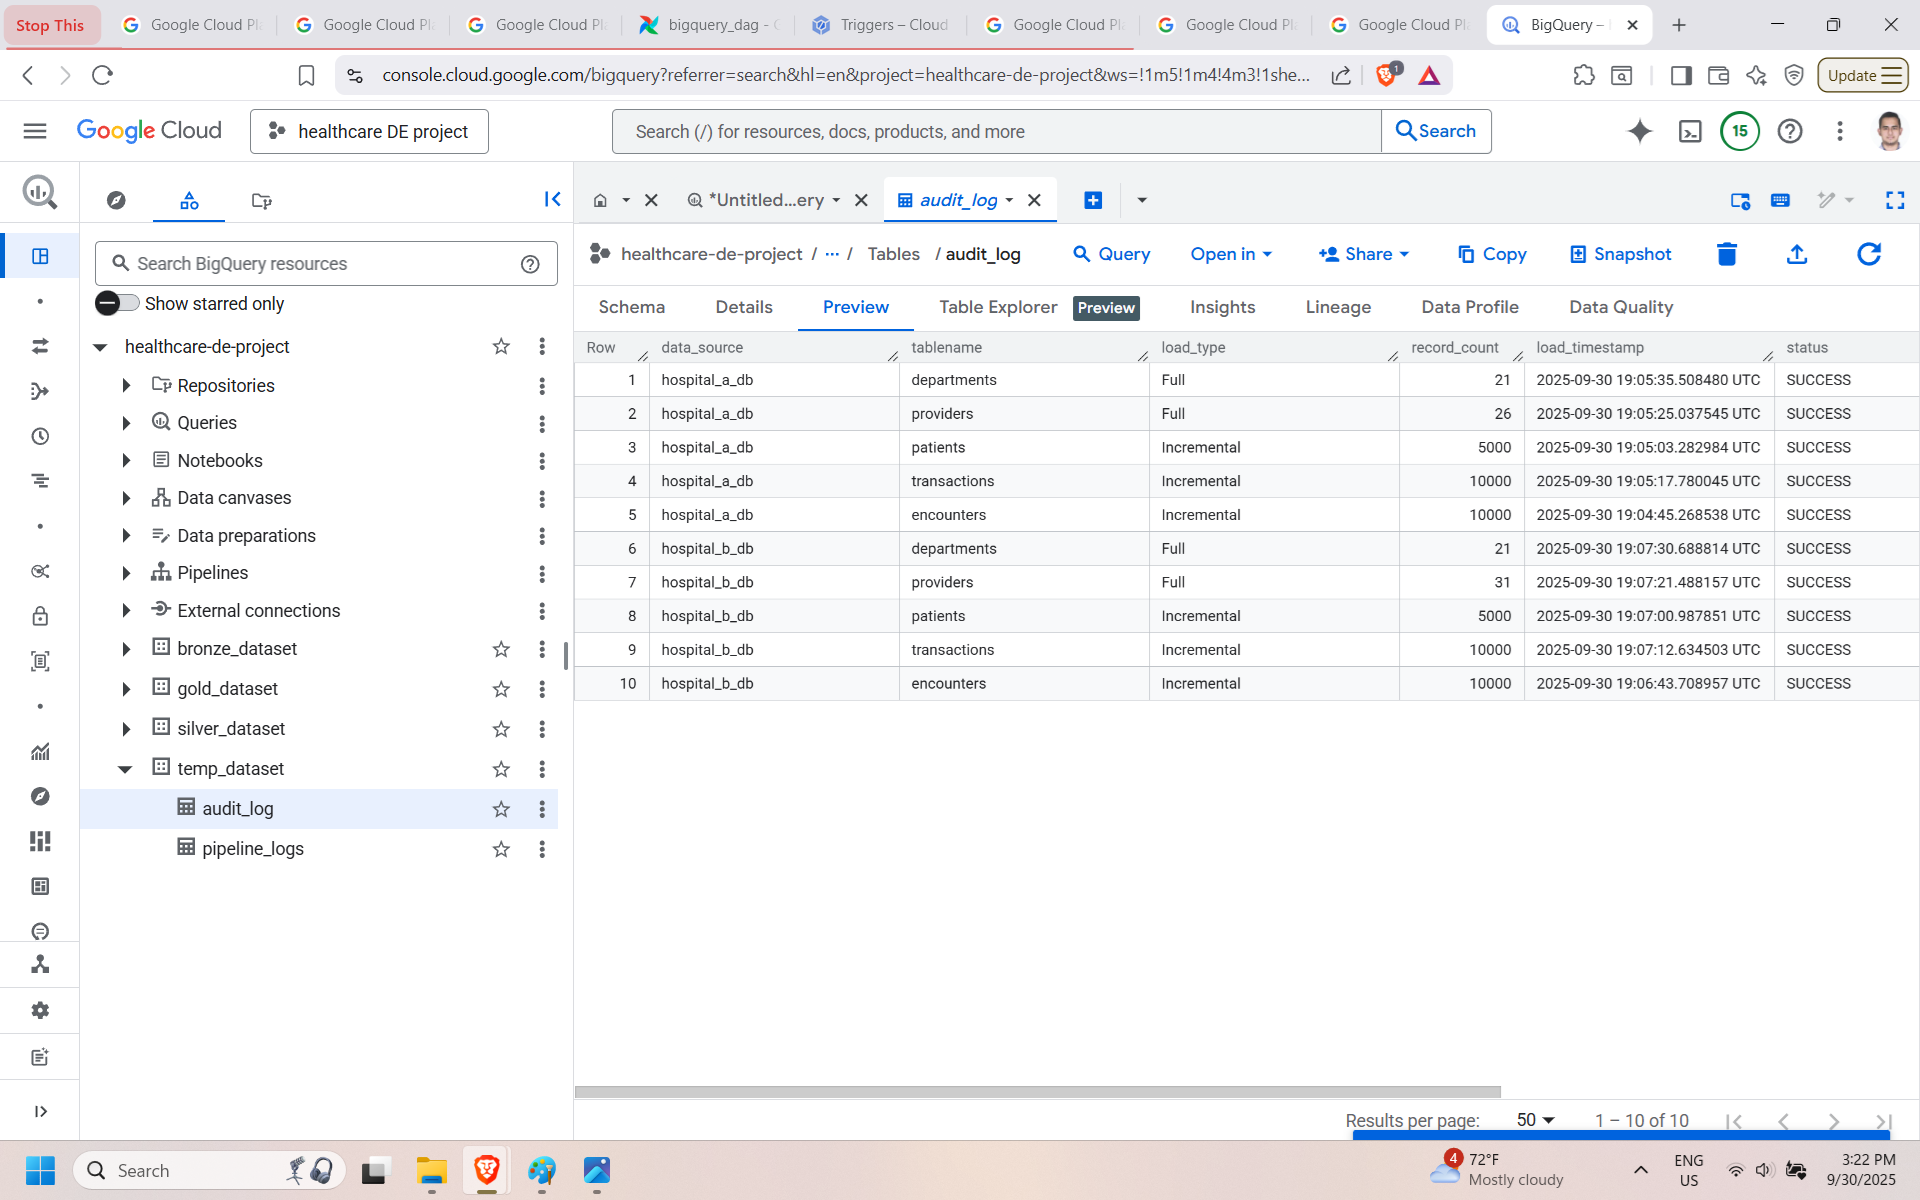 Stop This
Google Cloud Pla
Google Cloud Pla
Google Cloud Pla
bigquery_dag - C
Triggers – Cloud
Google Cloud Pla
Google Cloud Pla
Google Cloud Pla
BigQuery –
console.cloud.google.com/bigquery?referrer=search&hl=en&project=healthcare-de-project&ws=!1m5!1m4!4m3!1she...
1
Update
Google Cloud
healthcare DE project
Search (/) for resources, docs, products, and more
Search
15
*Untitled...ery
audit_log
Search BigQuery resources
Show starred only
healthcare-de-project
Repositories
Queries
Notebooks
Data canvases
Data preparations
Pipelines
External connections
bronze_dataset
gold_dataset
silver_dataset
temp_dataset
audit_log
pipeline_logs
healthcare-de-project / ··· / Tables / audit_log
Query
Open in
Share
Copy
Snapshot
Schema
Details
Preview
Table Explorer
Preview
Insights
Lineage
Data Profile
Data Quality
Row data_source tablename load_type record_count load_timestamp status
1 hospital_a_db departments Full 21 2025-09-30 19:05:35.508480 UTC SUCCESS
2 hospital_a_db providers Full 26 2025-09-30 19:05:25.037545 UTC SUCCESS
3 hospital_a_db patients Incremental 5000 2025-09-30 19:05:03.282984 UTC SUCCESS
4 hospital_a_db transactions Incremental 10000 2025-09-30 19:05:17.780045 UTC SUCCESS
5 hospital_a_db encounters Incremental 10000 2025-09-30 19:04:45.268538 UTC SUCCESS
6 hospital_b_db departments Full 21 2025-09-30 19:07:30.688814 UTC SUCCESS
7 hospital_b_db providers Full 31 2025-09-30 19:07:21.488157 UTC SUCCESS
8 hospital_b_db patients Incremental 5000 2025-09-30 19:07:00.987851 UTC SUCCESS
9 hospital_b_db transactions Incremental 10000 2025-09-30 19:07:12.634503 UTC SUCCESS
10 hospital_b_db encounters Incremental 10000 2025-09-30 19:06:43.708957 UTC SUCCESS
Results per page: 50 1 – 10 of 10
Search
4
72°F
Mostly cloudy
ENG
US
3:22 PM
9/30/2025